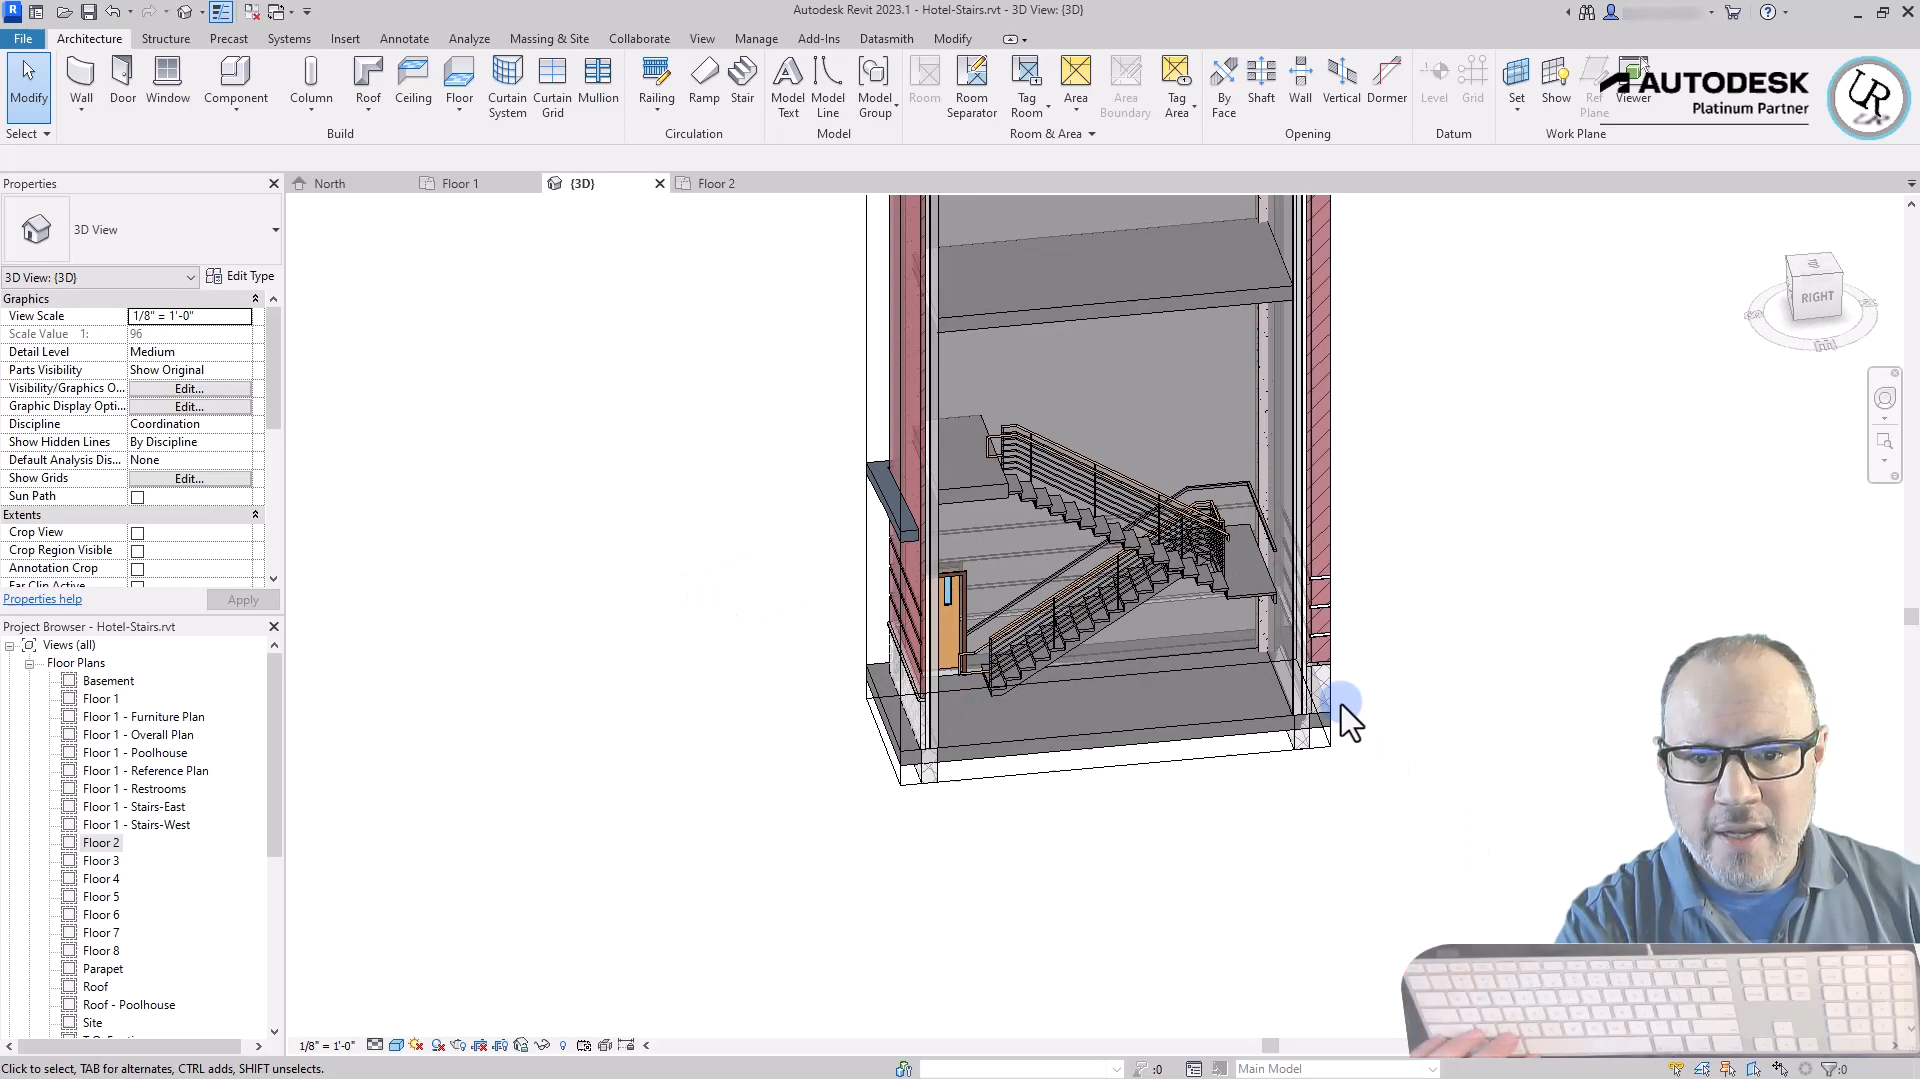 Autodesk Revit 2023.1 - Hotel-Stairs.rvt - 3D View: {3D}
File Architecture Structure Precast Systems Insert Annotate Analyze Massing & Site Collaborate View Manage Add-Ins Datasmith Modify
Modify Wall Door Window Component Column Roof Ceiling Floor Curtain System Curtain Grid Mullion Railing Ramp Stair Model Text Model Line Model Group Room Room Separator Tag Room Area Area Boundary Tag Area By Face Shaft Wall Vertical Dormer Level Grid Set Show Ref Plane Viewer
AUTODESK
Platinum Partner
UR
Select Build Circulation Model Room & Area Opening Datum Work Plane
Properties
North Floor 1 {3D} Floor 2
3D View
3D View: {3D} Edit Type
Graphics
View Scale 1/8" = 1'-0"
Scale Value 1: 96
Detail Level Medium
Parts Visibility Show Original
Visibility/Graphics O... Edit...
Graphic Display Opti... Edit...
Discipline Coordination
Show Hidden Lines By Discipline
Default Analysis Dis... None
Show Grids Edit...
Sun Path
Extents
Crop View
Crop Region Visible
Annotation Crop
Far Clip Active
Properties help Apply
Project Browser - Hotel-Stairs.rvt
Views (all)
Floor Plans
Basement
Floor 1
Floor 1 - Furniture Plan
Floor 1 - Overall Plan
Floor 1 - Poolhouse
Floor 1 - Reference Plan
Floor 1 - Restrooms
Floor 1 - Stairs-East
Floor 1 - Stairs-West
Floor 2
Floor 3
Floor 4
Floor 5
Floor 6
Floor 7
Floor 8
Parapet
Roof
Roof - Poolhouse
Site
RIGHT
1/8" = 1'-0"
Click to select, TAB for alternates, CTRL adds, SHIFT unselects.
:0
Main Model
:0